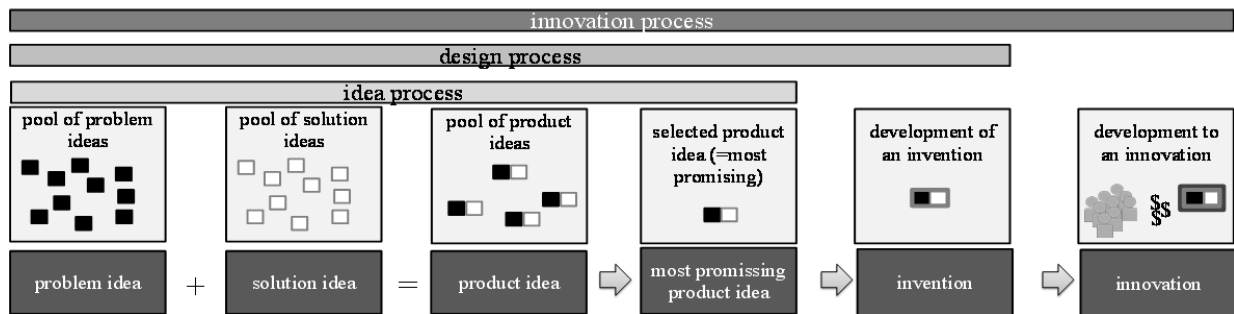 innovation process
design process
idea process
pool of problem
ideas
pool of solution
ideas
pool of product
ideas
selected product
idea (=most
promising)
development of
an invention
development to
an innovation
$$
$
problem idea
+
solution idea
=
product idea
most promissing
product idea
invention
innovation